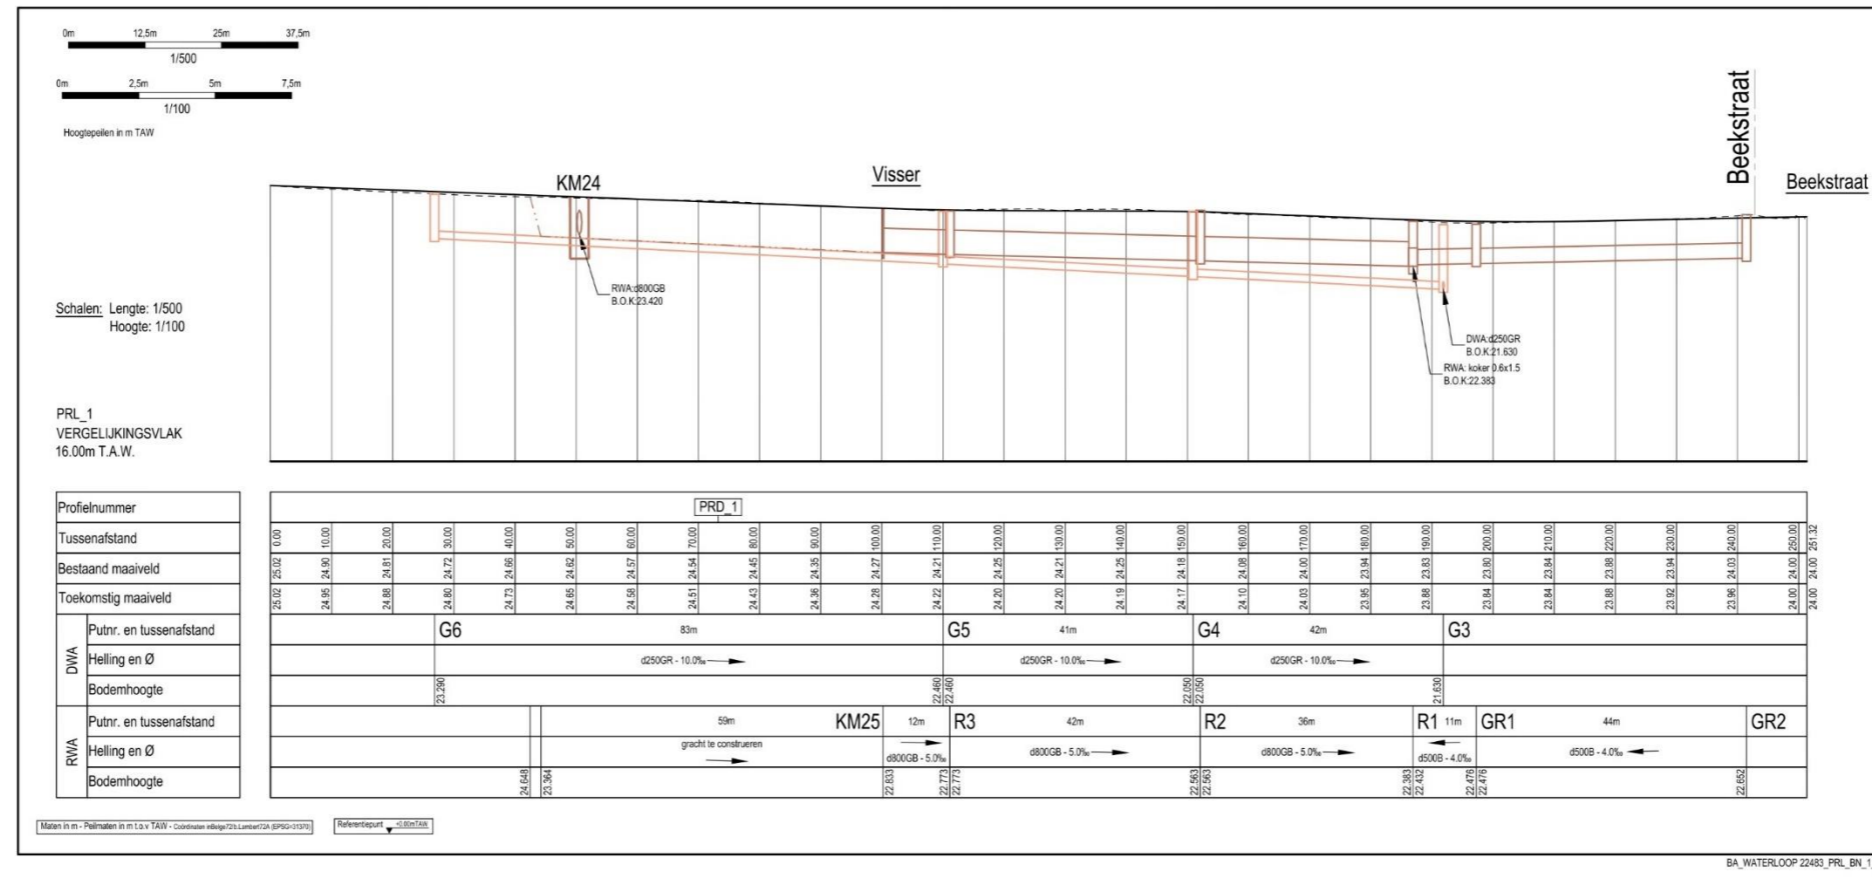 0m 12,5m 25m 37,5m
1/500
0m 2,5m 5m 7,5m
1/100
Hoogtepeilen in m TAW
Beekstraat
Beekstraat
Visser
KM24
RWA:d800GB
B.O.K:23.420
Schalen: Lengte: 1/500
Hoogte: 1/100
DWA:d250GR
B.O.K:21.630
RWA: koker 0.6x1.5
B.O.K:22.383
PRL_1
VERGELIJKINGSVLAK
16.00m T.A.W.
Profielnummer PRD_1
Tussenafstand 0.00 10.00 20.00 30.00 40.00 50.00 60.00 70.00 80.00 90.00 100.00 110.00 120.00 130.00 140.00 150.00 160.00 170.00 180.00 190.00 200.00 210.00 220.00 230.00 240.00 250.00 251.32
Bestaand maaiveld 25.02 24.90 24.81 24.72 24.66 24.62 24.57 24.54 24.45 24.35 24.27 24.21 24.25 24.21 24.25 24.18 24.08 24.00 23.94 23.83 23.80 23.84 23.88 23.94 24.03 24.00 24.00
Toekomstig maaiveld 25.02 24.95 24.88 24.80 24.73 24.65 24.58 24.51 24.43 24.36 24.28 24.22 24.20 24.20 24.19 24.17 24.10 24.03 23.95 23.88 23.84 23.84 23.88 23.92 23.96 24.00 24.00
DWA
Putnr. en tussenafstand G6 83m G5 41m G4 42m G3
Helling en Ø d250GR - 10.0‰ d250GR - 10.0‰ d250GR - 10.0‰
Bodemhoogte 23.290 22.460 22.460 22.050 22.050 21.630
RWA
Putnr. en tussenafstand 59m KM25 12m R3 42m R2 36m R1 11m GR1 44m GR2
Helling en Ø gracht te construeren d800GB - 5.0‰ d800GB - 5.0‰ d800GB - 5.0‰ d500B - 4.0‰ d500B - 4.0‰
Bodemhoogte 24.648 23.364 22.833 22.773 22.773 22.563 22.563 22.383 22.432 22.476 22.476 22.652
Maten in m - Peilmaten in m t.o.v TAW - Coördinaten inBelge72/b.Lambert72A (EPSG=31370)
Referentiepunt +0.00mTAW
BA_WATERLOOP 22483_PRL_BN_1